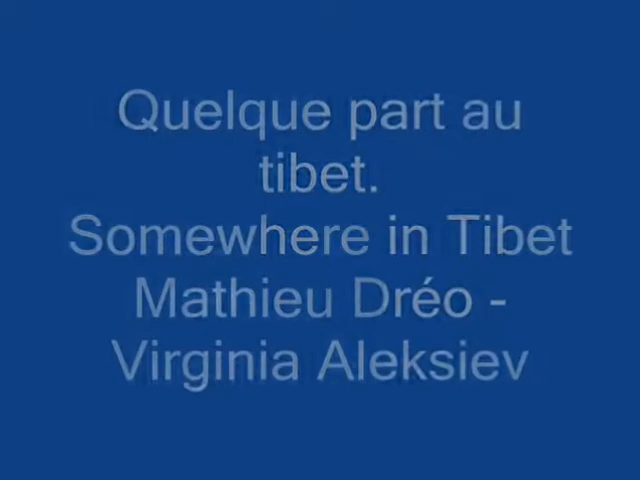 Quelque part au
tibet.
Somewhere in Tibet
Mathieu Dréo -
Virginia Aleksiev